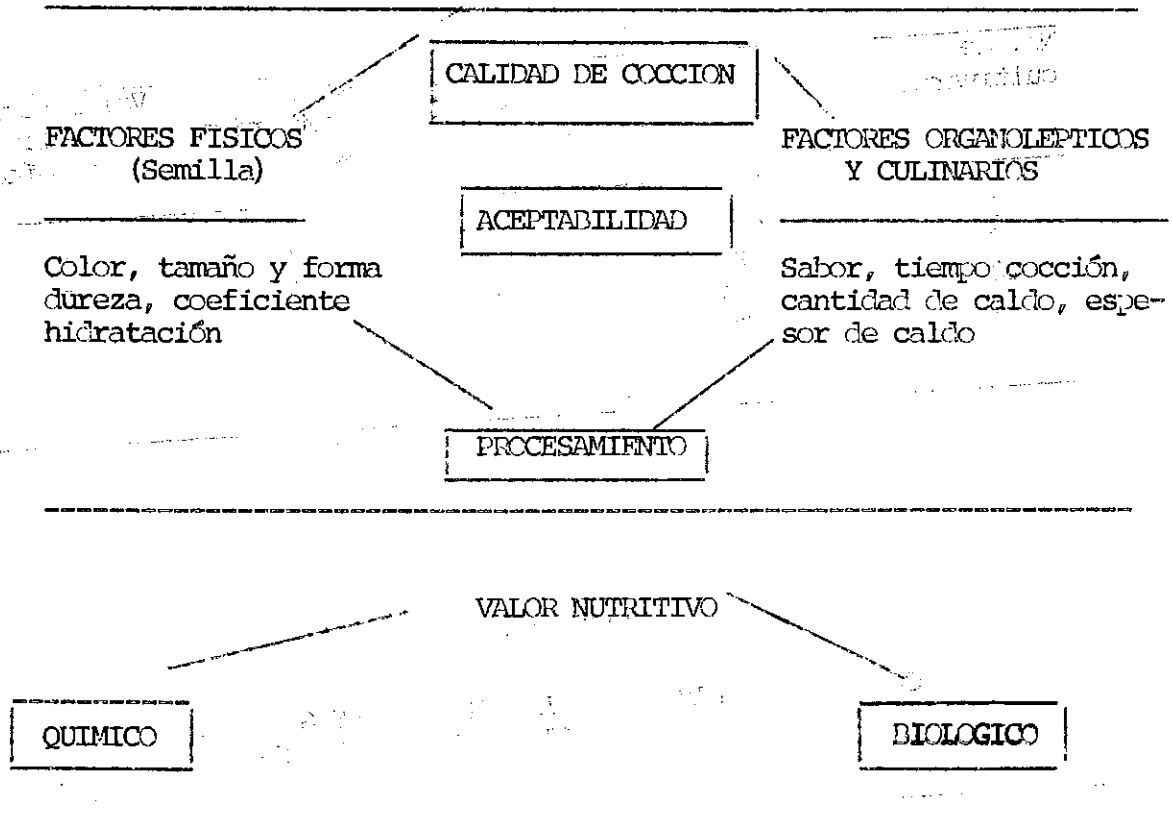 CALIDAD DE COCCION
FACTORES FISICOS
(Semilla)
FACTORES ORGANOLEPTICOS
Y CULINARIOS
ACEPTABILIDAD
Color, tamaño y forma
dureza, coeficiente
hidratación
Sabor, tiempo cocción,
cantidad de caldo, espe-
sor de caldo
PROCESAMIENTO
VALOR NUTRITIVO
QUIMICO
BIOLOGICO